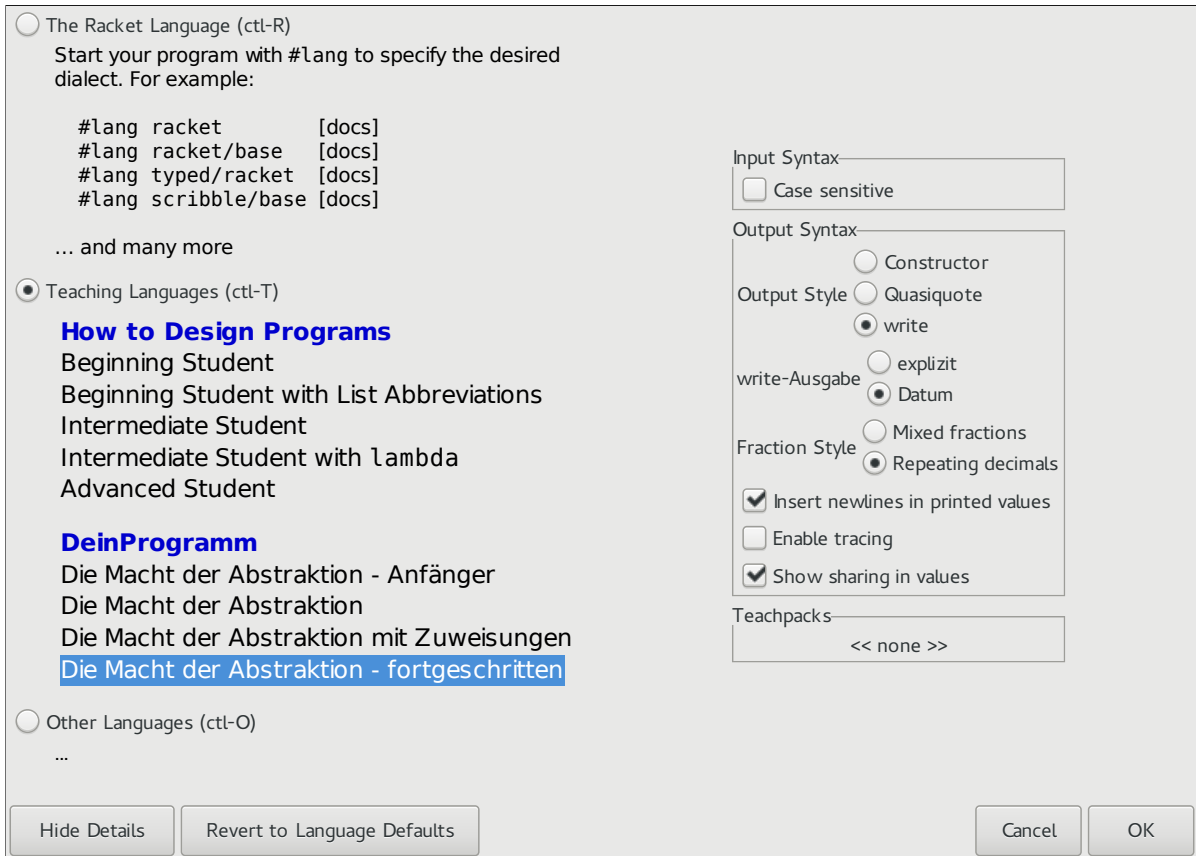 The Racket Language (ctl-R)
Start your program with #lang to specify the desired
dialect. For example:
#lang racket [docs]
#lang racket/base [docs]
#lang typed/racket [docs]
#lang scribble/base [docs]
… and many more
Teaching Languages (ctl-T)
How to Design Programs
Beginning Student
Beginning Student with List Abbreviations
Intermediate Student
Intermediate Student with lambda
Advanced Student
DeinProgramm
Die Macht der Abstraktion - Anfänger
Die Macht der Abstraktion
Die Macht der Abstraktion mit Zuweisungen
Die Macht der Abstraktion - fortgeschritten
Other Languages (ctl-O)
...
Input Syntax
Case sensitive
Output Syntax
Constructor
Output Style Quasiquote
write
explizit
write-Ausgabe
Datum
Mixed fractions
Fraction Style
Repeating decimals
Insert newlines in printed values
Enable tracing
Show sharing in values
Teachpacks
<< none >>
Hide Details Revert to Language Defaults Cancel OK